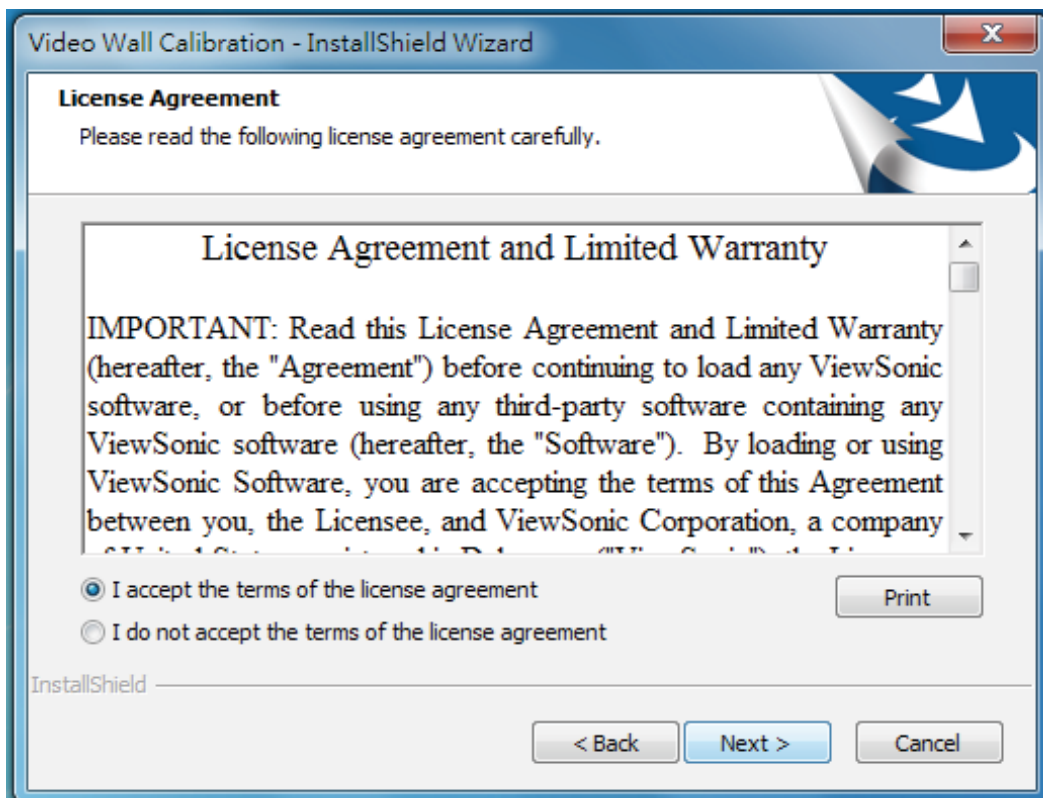 Video Wall Calibration - InstallShield Wizard
License Agreement
Please read the following license agreement carefully.
License Agreement and Limited Warranty
IMPORTANT: Read this License Agreement and Limited Warranty
(hereafter, the "Agreement") before continuing to load any ViewSonic
software, or before using any third-party software containing any
ViewSonic software (hereafter, the "Software").  By loading or using
ViewSonic Software, you are accepting the terms of this Agreement
between you, the Licensee, and ViewSonic Corporation, a company
I accept the terms of the license agreement
Print
I do not accept the terms of the license agreement
InstallShield
< Back Next > Cancel